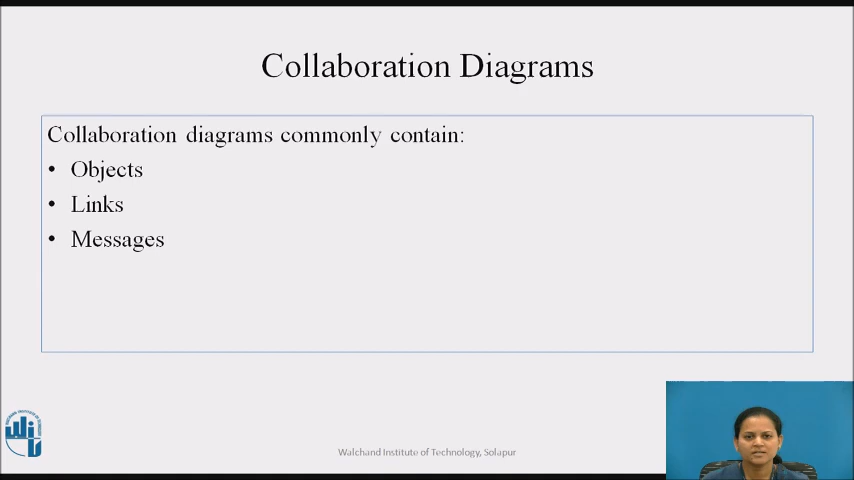 Collaboration Diagrams
Collaboration diagrams commonly contain:
• Objects
• Links
• Messages
Walchand Institute of Technology, Solapur